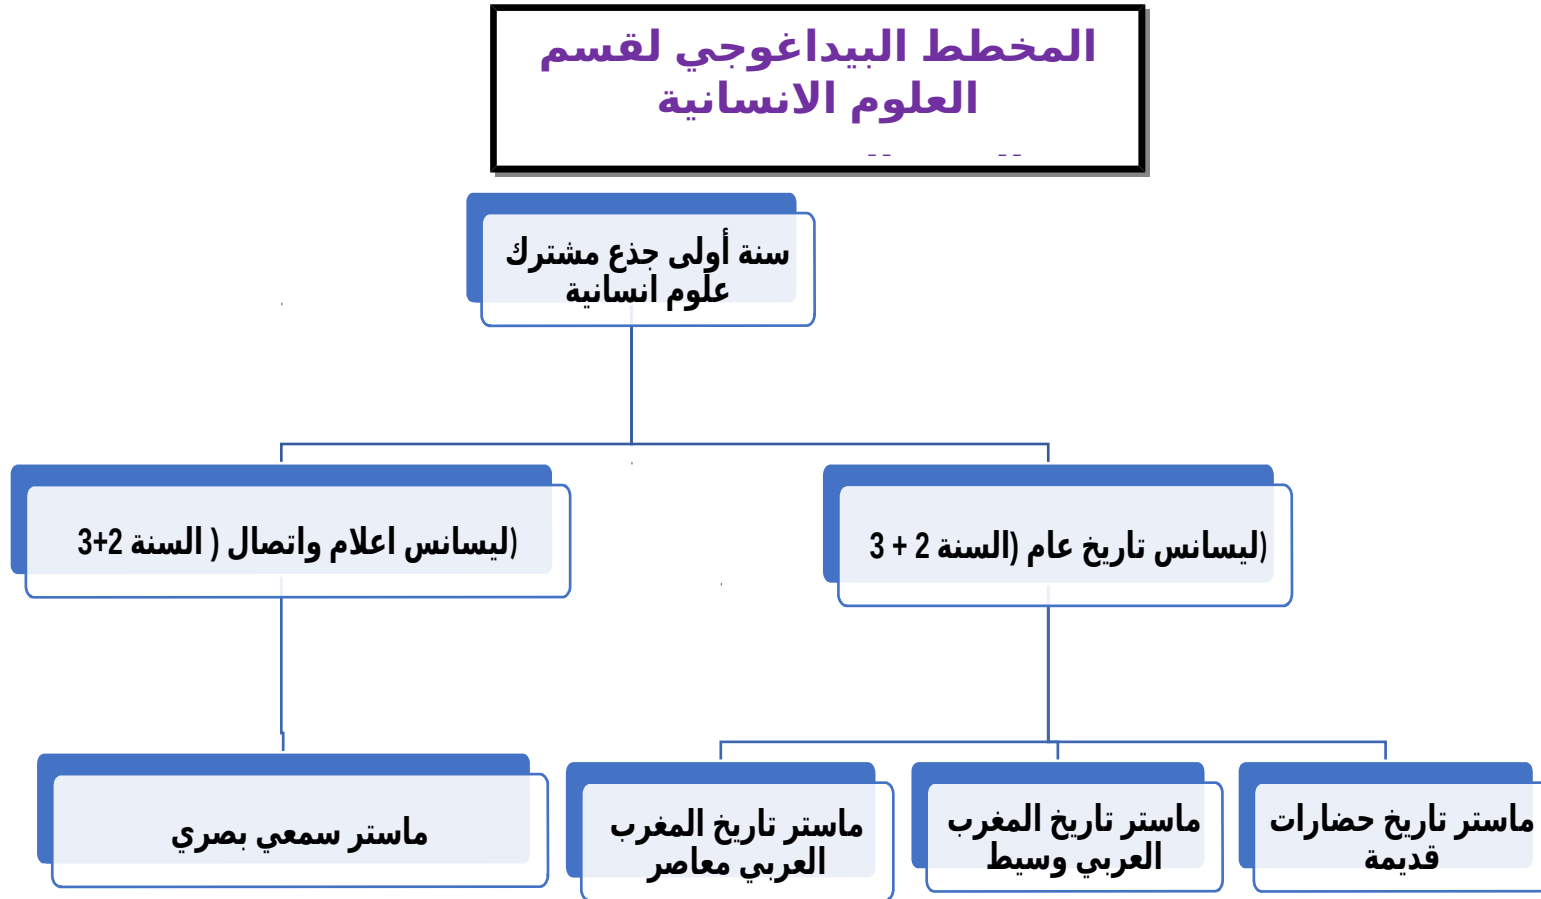 المخطط البيداغوجي لقسم
العلوم الانسانية
سنة أولى جذع مشترك
علوم انسانية
ليسانس تاريخ عام (السنة 2 + 3)
ليسانس اعلام واتصال ( السنة 2+3)
ماستر تاريخ حضارات
قديمة
ماستر تاريخ المغرب
العربي وسيط
ماستر تاريخ المغرب
العربي معاصر
ماستر سمعي بصري